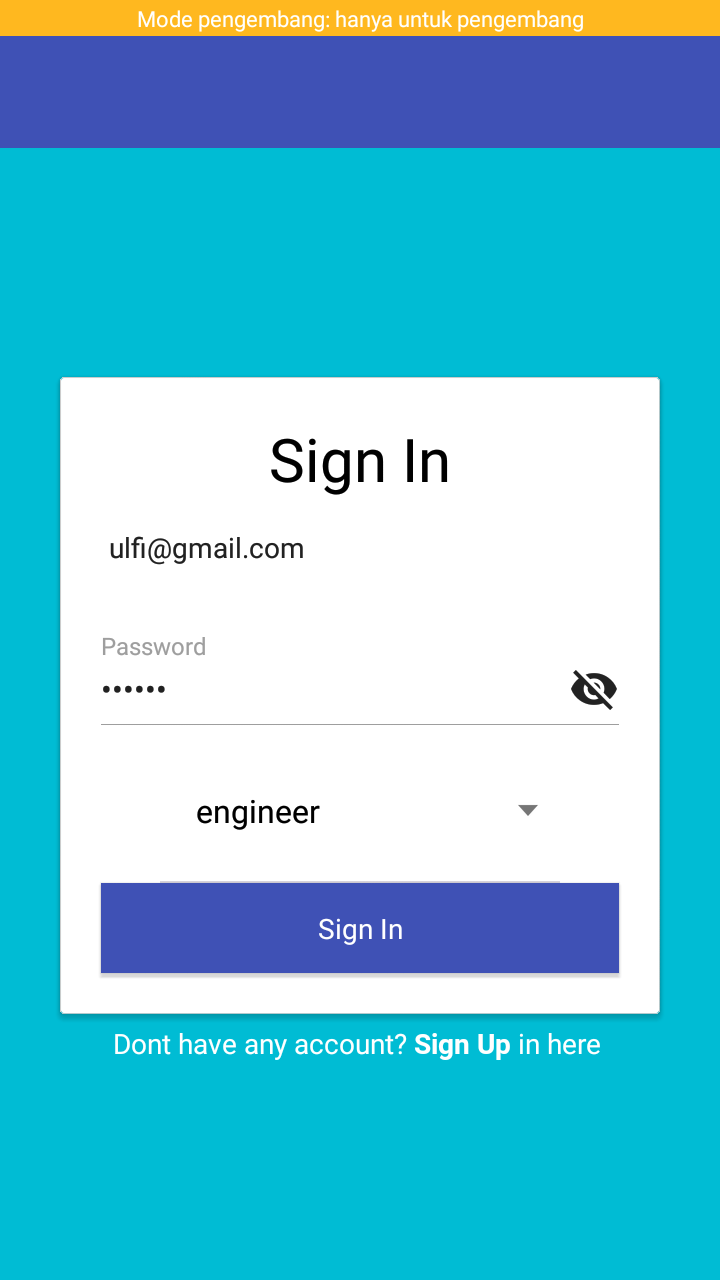 Mode pengembang: hanya untuk pengembang
Sign In
ulfi@gmail.com
Password
••••••
engineer
Sign In
Dont have any account? Sign Up in here